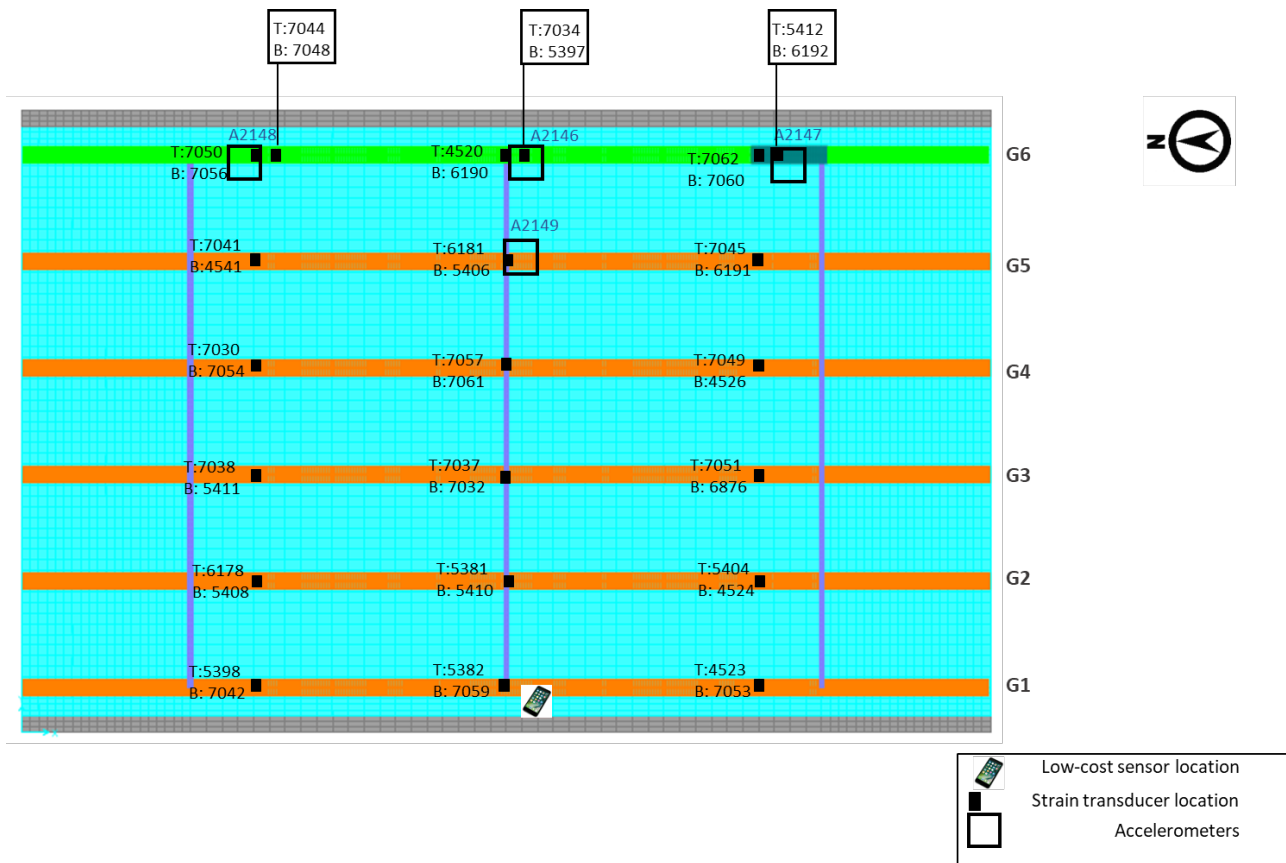 T:7044
B: 7048
T:7034
B: 5397
T:5412
B: 6192
A2148
A2146
A2147
T:7050
B: 7056
T:4520
B: 6190
T:7062
B: 7060
G6
N
A2149
T:7041
B:4541
T:6181
B: 5406
T:7045
B: 6191
G5
T:7030
B: 7054
T:7057
B:7061
T:7049
B:4526
G4
T:7038
B: 5411
T:7037
B: 7032
T:7051
B: 6876
G3
T:6178
B: 5408
T:5381
B: 5410
T:5404
B: 4524
G2
T:5398
B: 7042
T:5382
B: 7059
T:4523
B: 7053
G1
x
Low-cost sensor location
Strain transducer location
Accelerometers